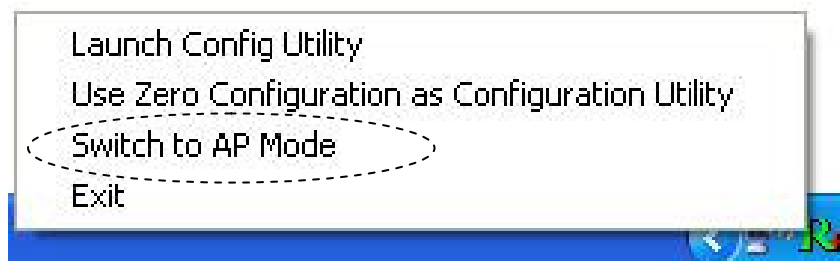 Launch Config Utility
Use Zero Configuration as Configuration Utility
Switch to AP Mode
Exit
R